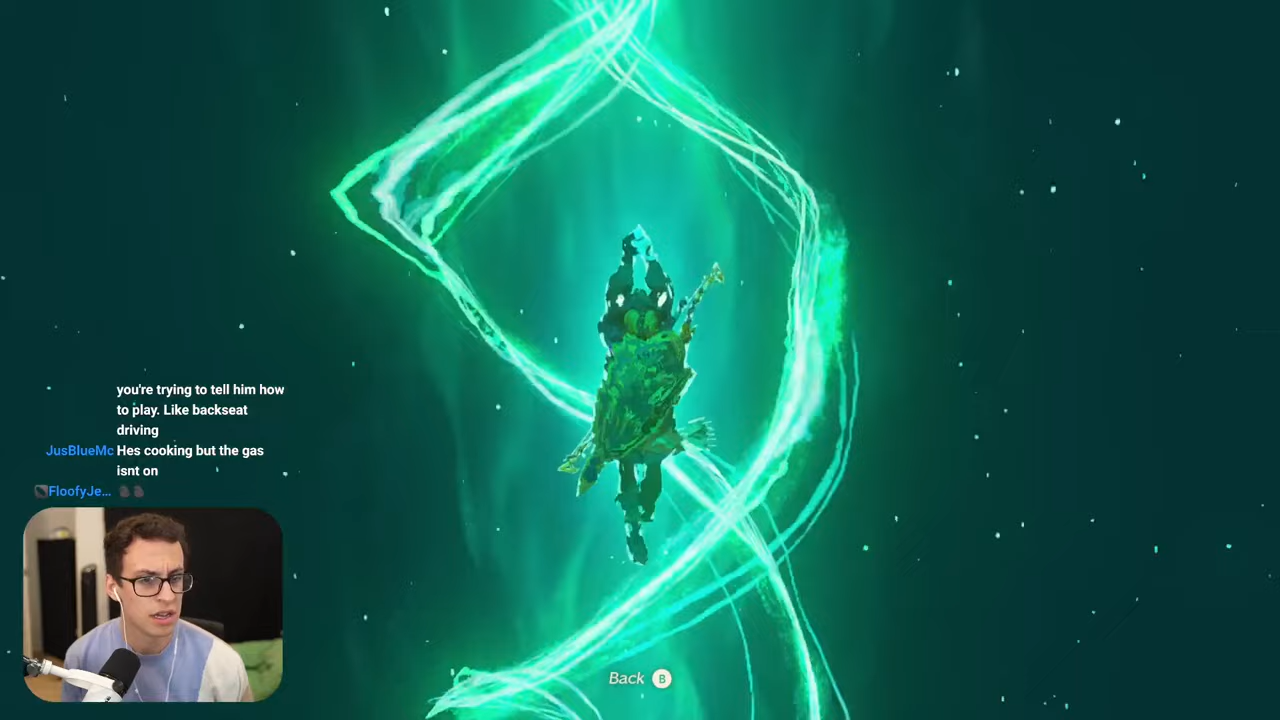 you're trying to tell him how
to play. Like backseat
driving
JusBlueMc Hes cooking but the gas
isnt on
FloofyJe...
Back B